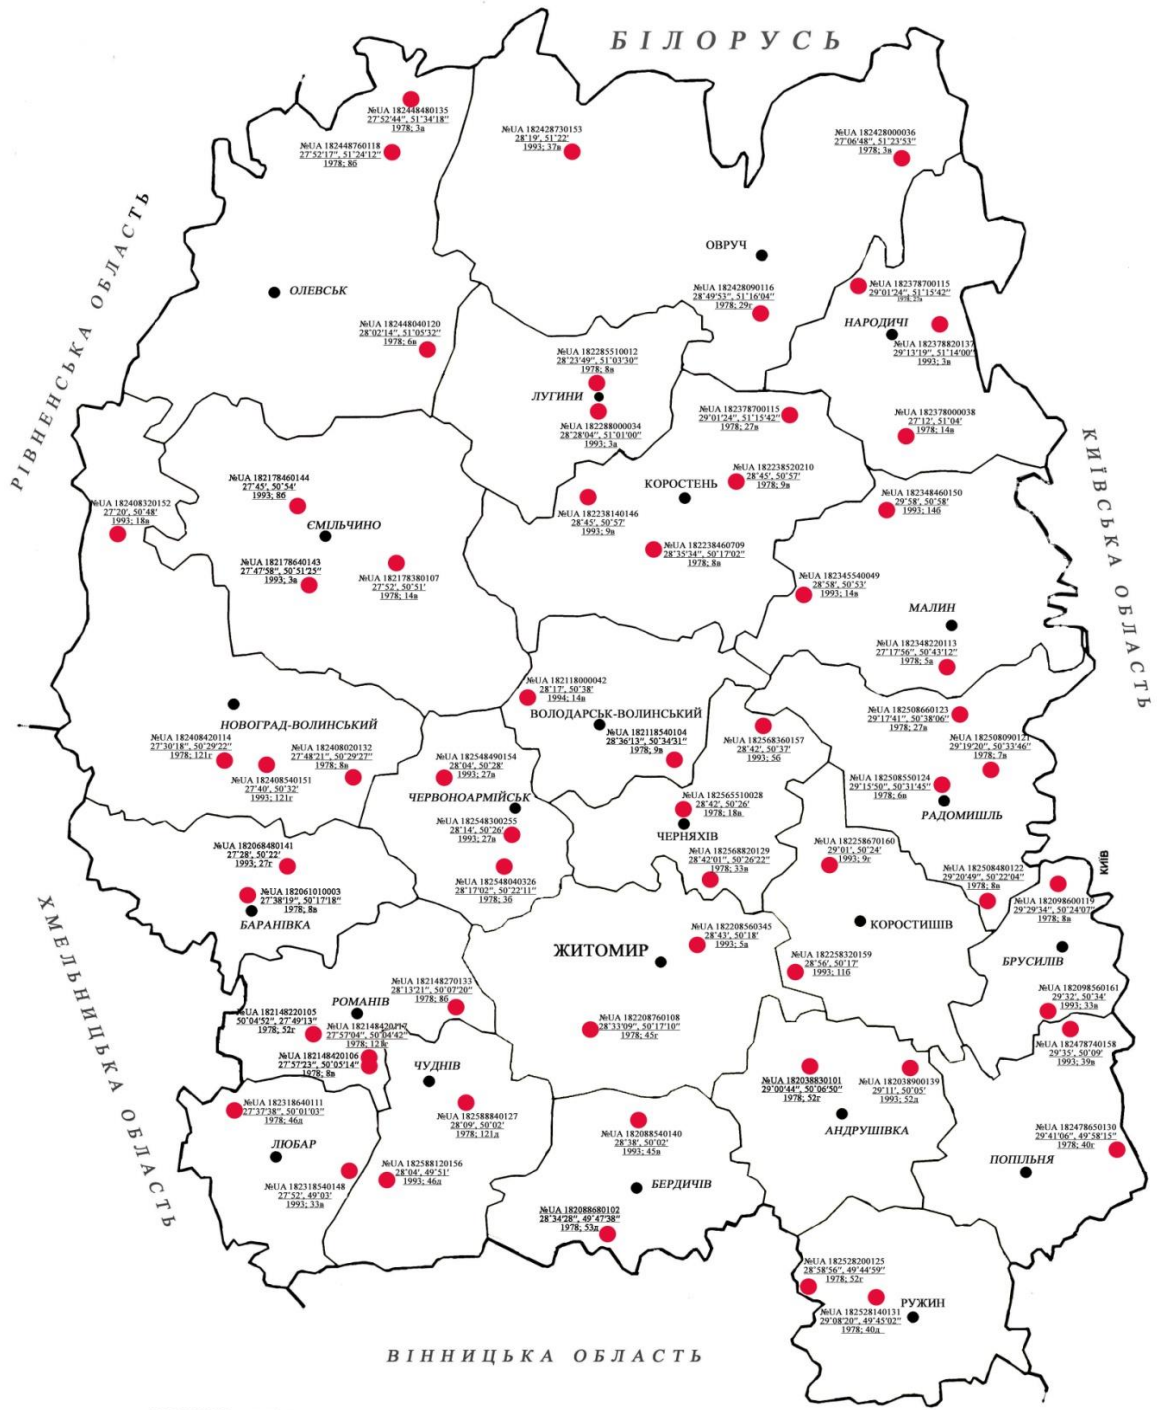 БІЛОРУСЬ
№UA 182448480135
27°52'44", 51°34'18"
1978; 3а
№UA 182448760118
27°52'17", 51°24'12"
1978; 8б
№UA 182428730153
28°19', 51°22'
1993; 37в
№UA 182428000036
27°06'48", 51°23'53"
1978; 3в
РІВНЕНСЬКА ОБЛАСТЬ
ОЛЕВСЬК
ОВРУЧ
№UA 182428090116
28°49'53", 51°16'04"
1978; 29г
№UA 182378700115
29°01'24", 51°15'42"
1978; 27в
НАРОДИЧІ
№UA 182378820137
29°13'19", 51°14'00"
1993; 3в
№UA 182448040120
28°02'14", 51°05'32"
1978; 6в
№UA 182285510012
28°23'49", 51°03'30"
1978; 8в
ЛУГИНИ
№UA 182288000034
28°28'04", 51°01'00"
1993; 3а
№UA 182378700115
29°01'24", 51°15'42"
1978; 27в
№UA 182378000038
27°12', 51°04'
1978; 14в
КИЇВСЬКА ОБЛАСТЬ
№UA 182178460144
27°45', 50°54'
1993; 8б
№UA 182408320152
27°20', 50°48'
1993; 18в
ЄМІЛЬЧИНО
№UA 182178640143
27°47'58", 50°51'25"
1993; 3в
№UA 182178380107
27°52', 50°51'
1978; 14в
№UA 182238520210
28°45', 50°57'
1978; 9в
КОРОСТЕНЬ
№UA 182238140146
28°45', 50°57'
1993; 9в
№UA 182238460709
28°35'34", 50°17'02"
1978; 8в
№UA 182348460150
29°58', 50°58'
1993; 14б
№UA 182345540049
28°58', 50°53'
1993; 14в
МАЛИН
№UA 182348220113
27°17'56", 50°43'12"
1978; 5в
№UA 182118000042
28°17', 50°38'
1994; 14в
ВОЛОДАРСЬК-ВОЛИНСЬКИЙ
№UA 182118540104
28°36'13", 50°34'31"
1978; 9в
№UA 182568360157
28°42', 50°37'
1993; 5б
№UA 182508660123
29°17'41", 50°38'06"
1978; 27в
№UA 182508090121
29°19'20", 50°33'46"
1978; 7в
№UA 182508550124
29°15'50", 50°31'45"
1978; 6в
РАДОМИШЛЬ
НОВОГРАД-ВОЛИНСЬКИЙ
№UA 182408420114
27°30'18", 50°29'22"
1978; 121г
№UA 182408540151
27°40', 50°32'
1993; 121г
№UA 182408020132
27°48'21", 50°29'27"
1978; 8в
№UA 182548490154
28°04', 50°28'
1993; 27в
ЧЕРВОНОАРМІЙСЬК
№UA 182548300255
28°14', 50°26'
1993; 27в
№UA 182548040326
28°17'02", 50°22'11"
1978; 3б
№UA 182565510028
28°42', 50°26'
1978; 18в
ЧЕРНЯХІВ
№UA 182568820129
28°42'01", 50°26'22"
1978; 33в
№UA 182258670160
29°01', 50°24'
1993; 9г
№UA 182508480122
29°20'49", 50°22'04"
1978; 8в
КИЇВ
№UA 182098600119
29°29'34", 50°24'07"
1978; 8в
№UA 182068480141
27°28', 50°22'
1993; 27г
№UA 182061010003
27°38'19", 50°17'18"
1978; 8в
БАРАНІВКА
ХМЕЛЬНИЦЬКА ОБЛАСТЬ
ЖИТОМИР
№UA 182208560345
28°43', 50°18'
1993; 5а
КОРОСТИШІВ
№UA 182258320159
28°56', 50°17'
1993; 11б
БРУСИЛІВ
№UA 182098560161
29°32', 50°34'
1993; 33в
№UA 182478740158
29°35', 50°09'
1993; 39в
№UA 182148270133
28°13'21", 50°07'20"
1978; 8б
РОМАНІВ
№UA 182148220105
50°04'52", 27°49'13"
1978; 52г
№UA 182148420117
27°57'04", 50°04'42"
1978; 121г
№UA 182148420106
27°57'23", 50°05'14"
1978; 8в
№UA 182208760108
28°33'09", 50°17'10"
1978; 45г
ЧУДНІВ
№UA 182588840127
28°09', 50°02'
1978; 121д
№UA 182318640111
27°37'38", 50°01'03"
1978; 46д
ЛЮБАР
№UA 182318540148
27°52', 49°03'
1993; 33в
№UA 182588120156
28°04', 49°51'
1993; 46д
№UA 182088540140
28°38', 50°02'
1993; 45в
БЕРДИЧІВ
№UA 182088680102
28°34'28", 49°47'38"
1978; 53д
№UA 182038830101
29°00'44", 50°06'50"
1978; 52г
№UA 182038900139
29°11', 50°05'
1993; 52д
АНДРУШІВКА
№UA 182478650130
29°41'06", 49°58'15"
1978; 40г
ПОПІЛЬНЯ
№UA 182528200125
28°58'56", 49°44'59"
1978; 52г
РУЖИН
№UA 182528140131
29°08'20", 49°45'02"
1978; 40д
ВІННИЦЬКА ОБЛАСТЬ